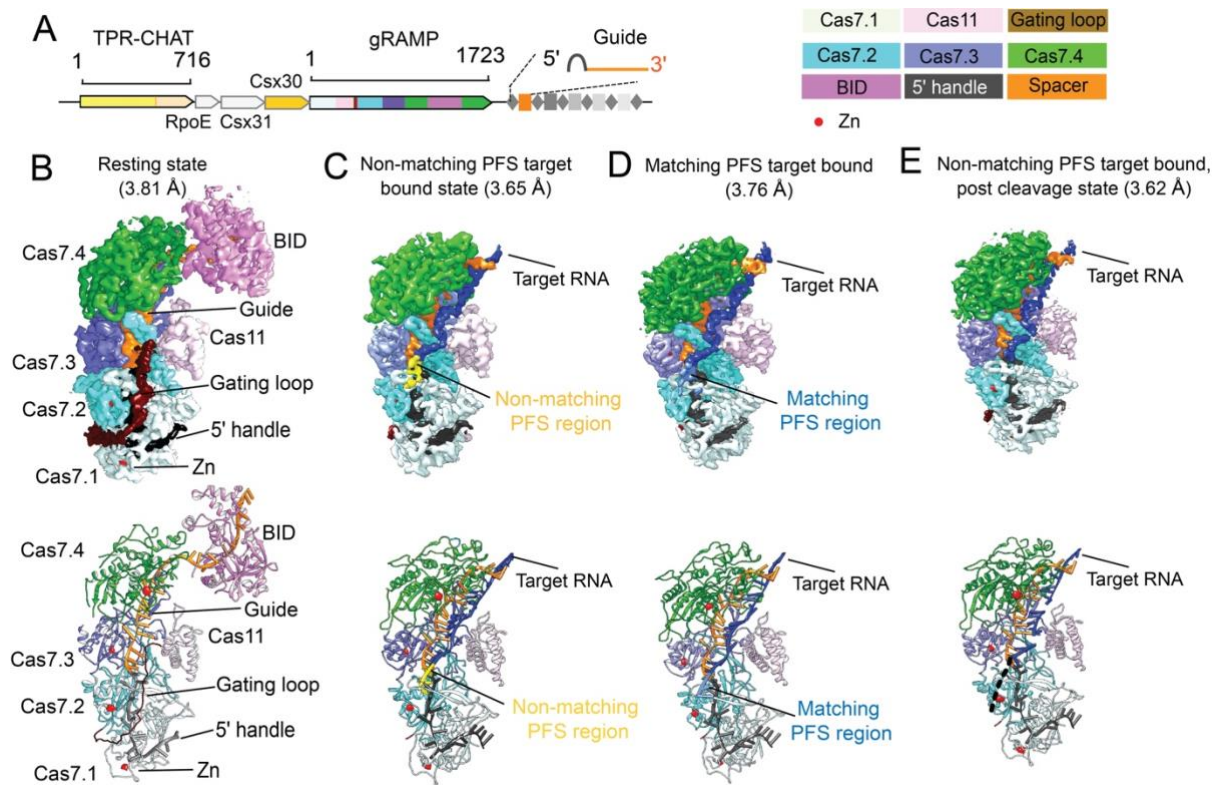 A
TPR-CHAT
1
716
RpoE
Csx31
Csx30
gRAMP
1
1723
5'
Guide
3'
Cas7.1
Cas11
Gating loop
Cas7.2
Cas7.3
Cas7.4
BID
5' handle
Spacer
Zn
B
Resting state
(3.81 Å)
Cas7.4
BID
Guide
Cas11
Cas7.3
Gating loop
Cas7.2
5' handle
Cas7.1
Zn
BID
Cas7.4
Guide
Cas11
Cas7.3
Gating loop
Cas7.2
5' handle
Cas7.1
Zn
C
Non-matching PFS target
bound state (3.65 Å)
Target RNA
Non-matching
PFS region
Target RNA
Non-matching
PFS region
D
Matching PFS target bound
(3.76 Å)
Target RNA
Matching
PFS region
Target RNA
Matching
PFS region
E
Non-matching PFS target bound,
post cleavage state (3.62 Å)
Target RNA
Target RNA